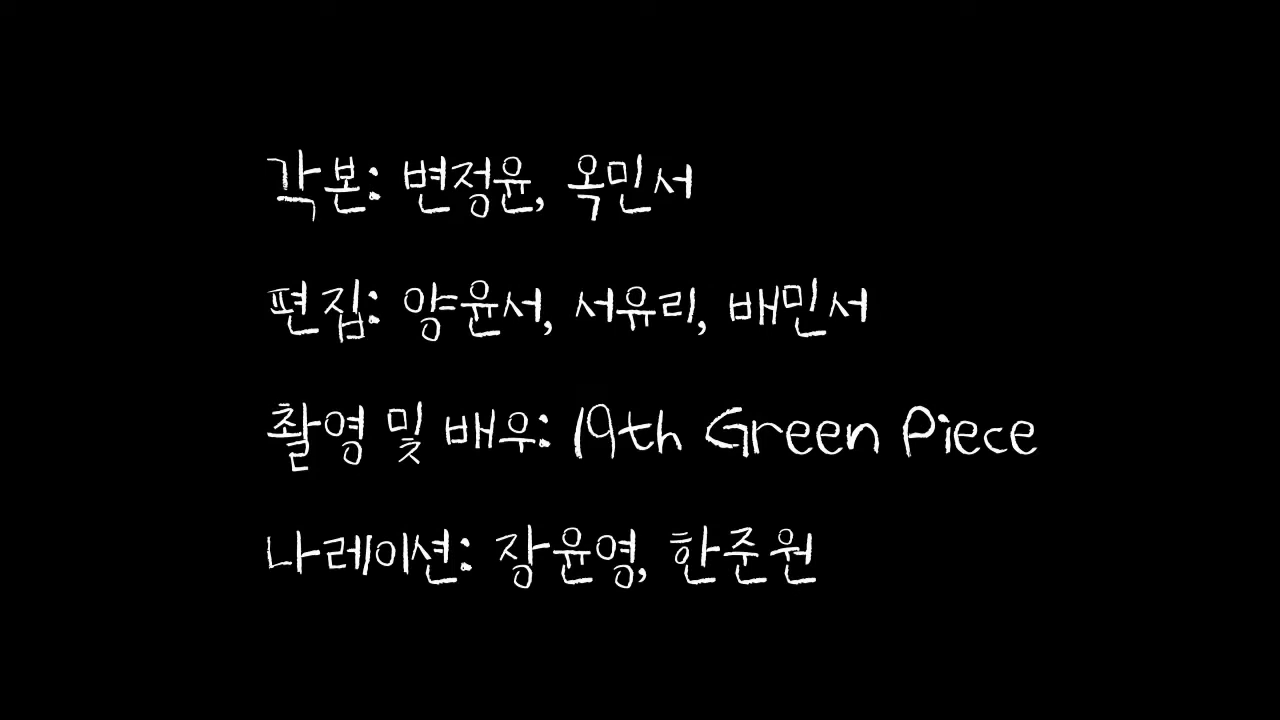 각본: 변정윤, 옥민서
편집: 양윤서, 서유리, 배민서
촬영 및 배우: 19th Green Piece
나레이션: 장윤영, 한준원